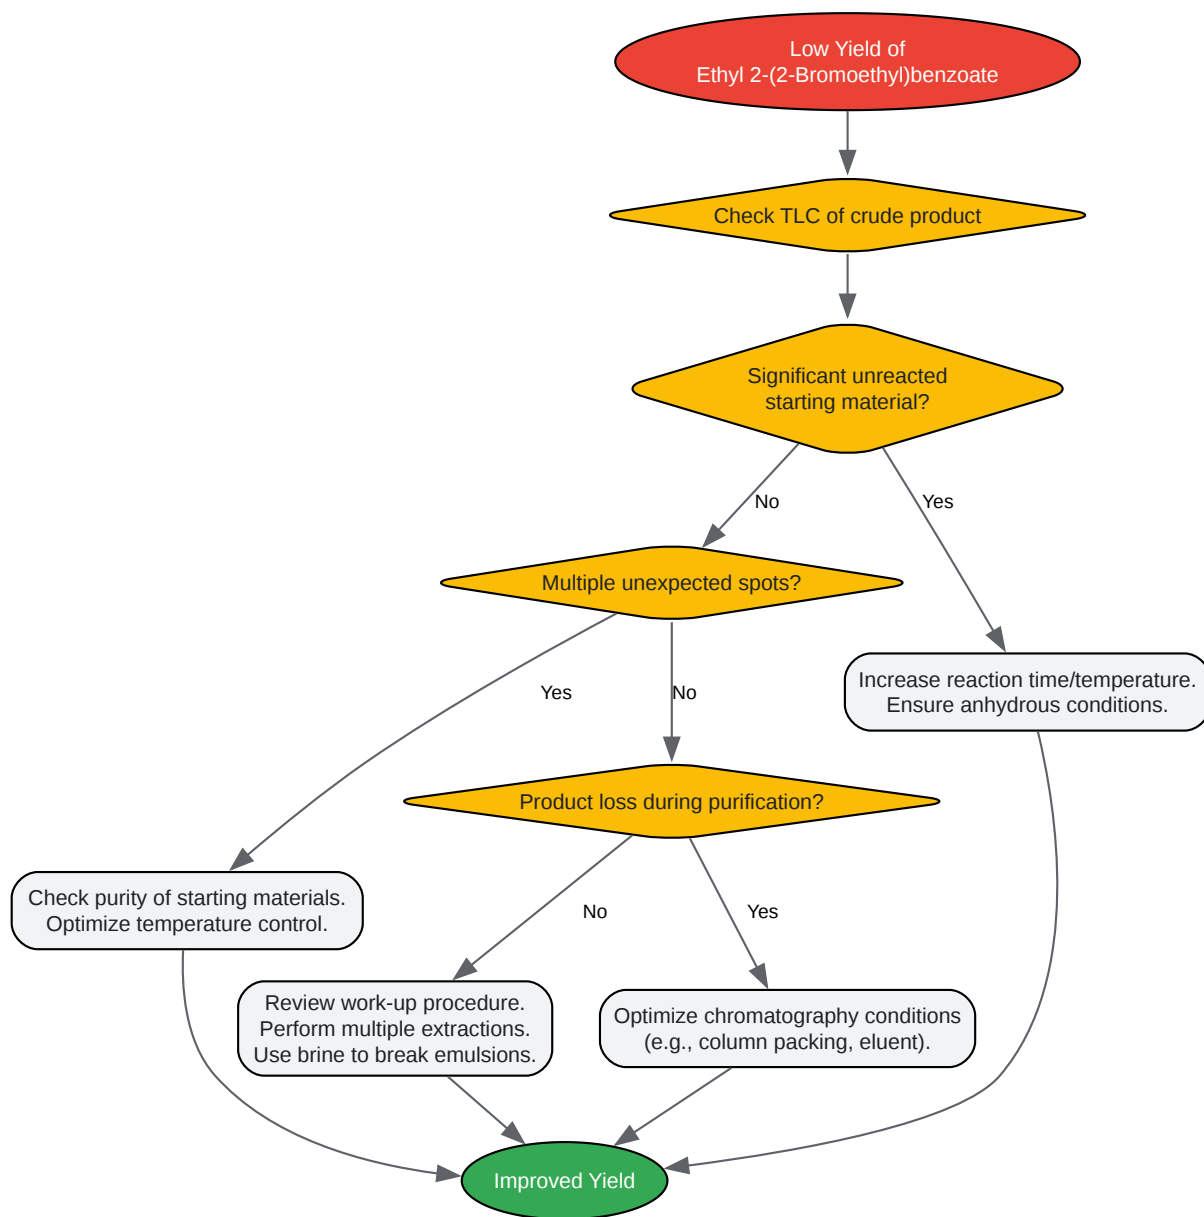 Low Yield of
Ethyl 2-(2-Bromoethyl)benzoate
Check TLC of crude product
Significant unreacted
starting material?
No
Yes
Multiple unexpected spots?
Increase reaction time/temperature.
Ensure anhydrous conditions.
Yes
No
Product loss during purification?
Check purity of starting materials.
Optimize temperature control.
No
Yes
Review work-up procedure.
Perform multiple extractions.
Use brine to break emulsions.
Optimize chromatography conditions
(e.g., column packing, eluent).
Improved Yield